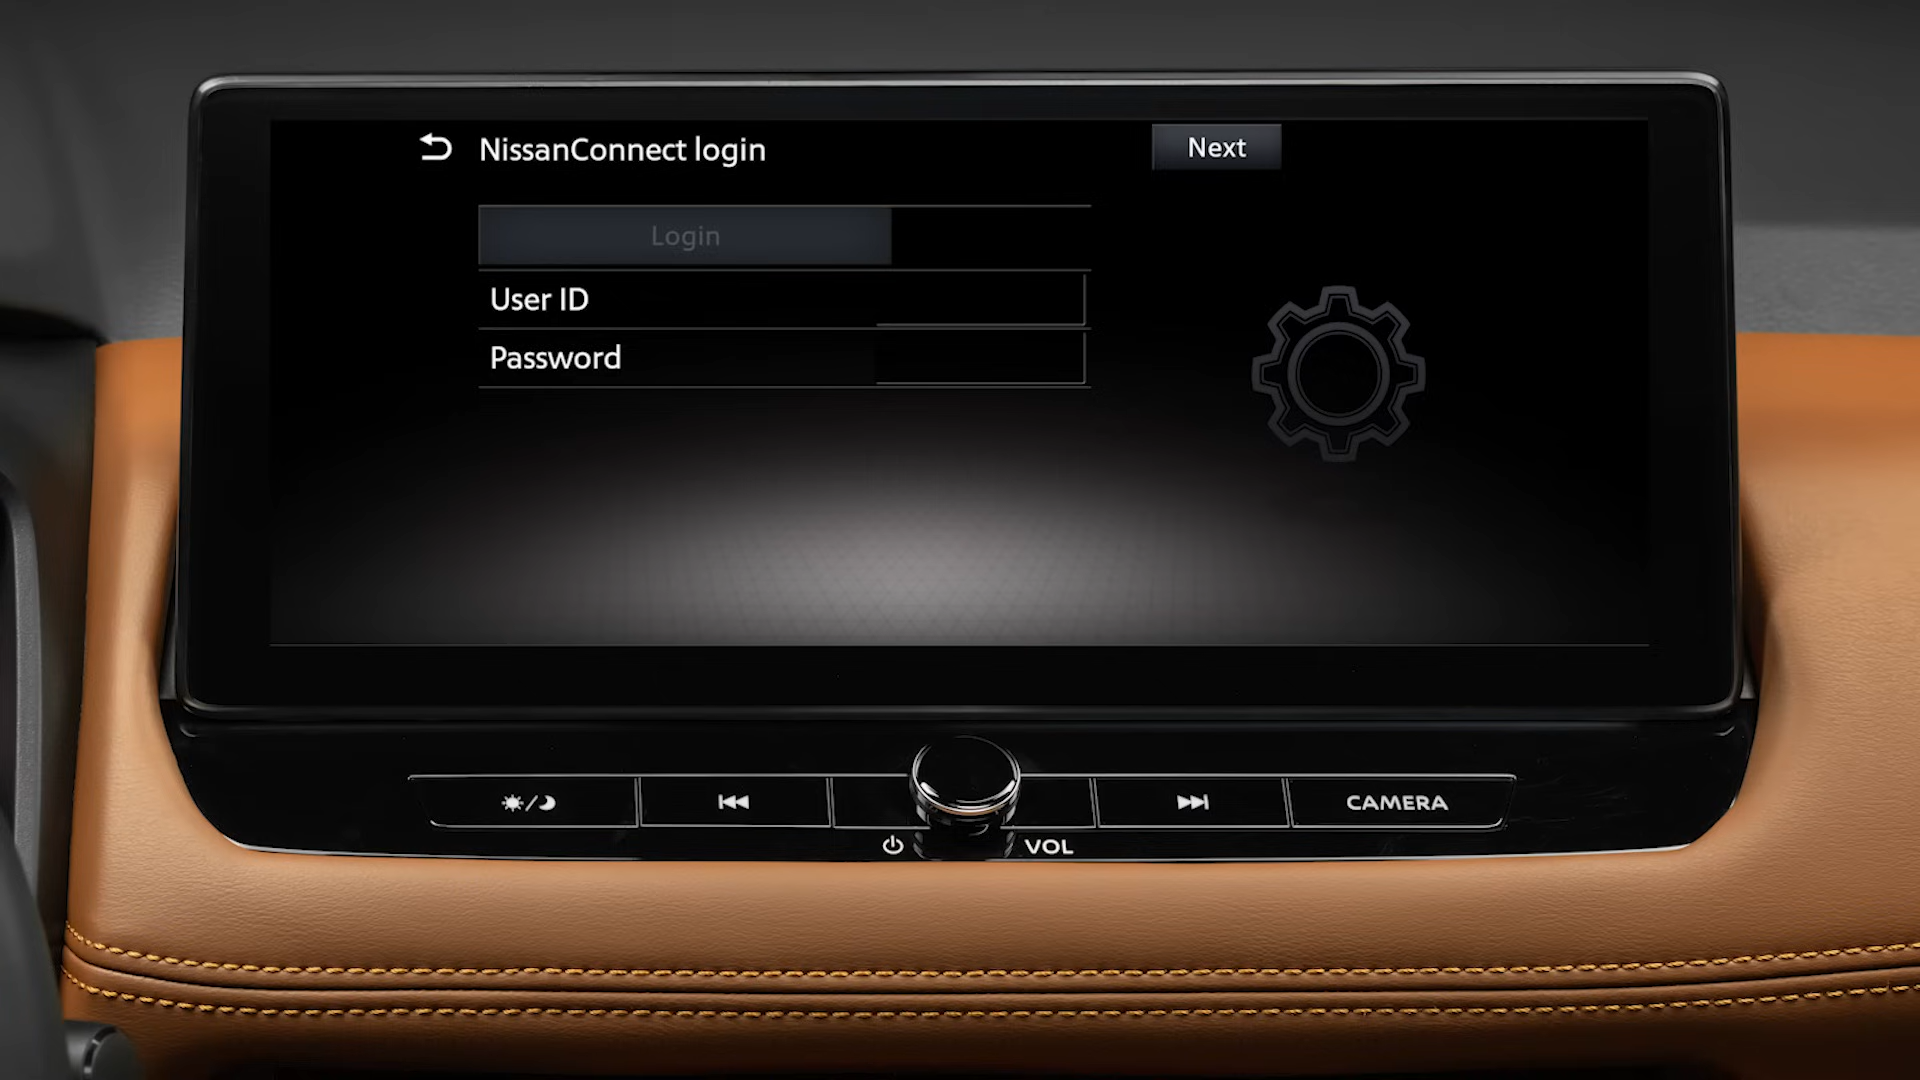 NissanConnect login
Next
Login
User ID
Password
CAMERA
VOL